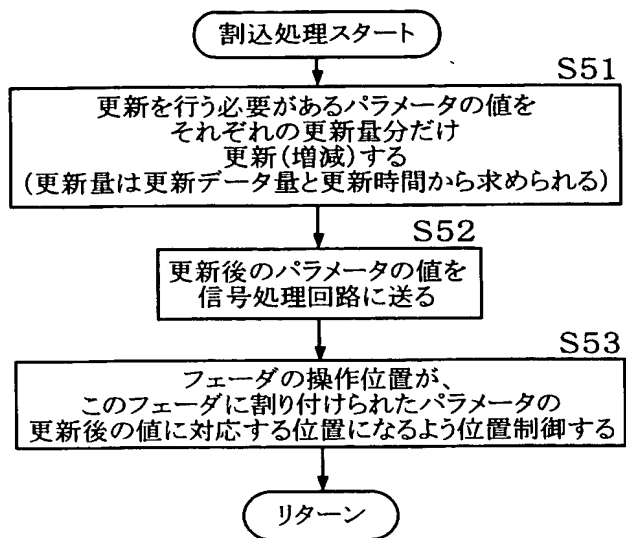 割込処理スタート
S51
更新を行う必要があるパラメータの値を
それぞれの更新量分だけ
更新(増減)する
(更新量は更新データ量と更新時間から求められる)
S52
更新後のパラメータの値を
信号処理回路に送る
S53
フェーダの操作位置が、
このフェーダに割り付けられたパラメータの
更新後の値に対応する位置になるよう位置制御する
リターン